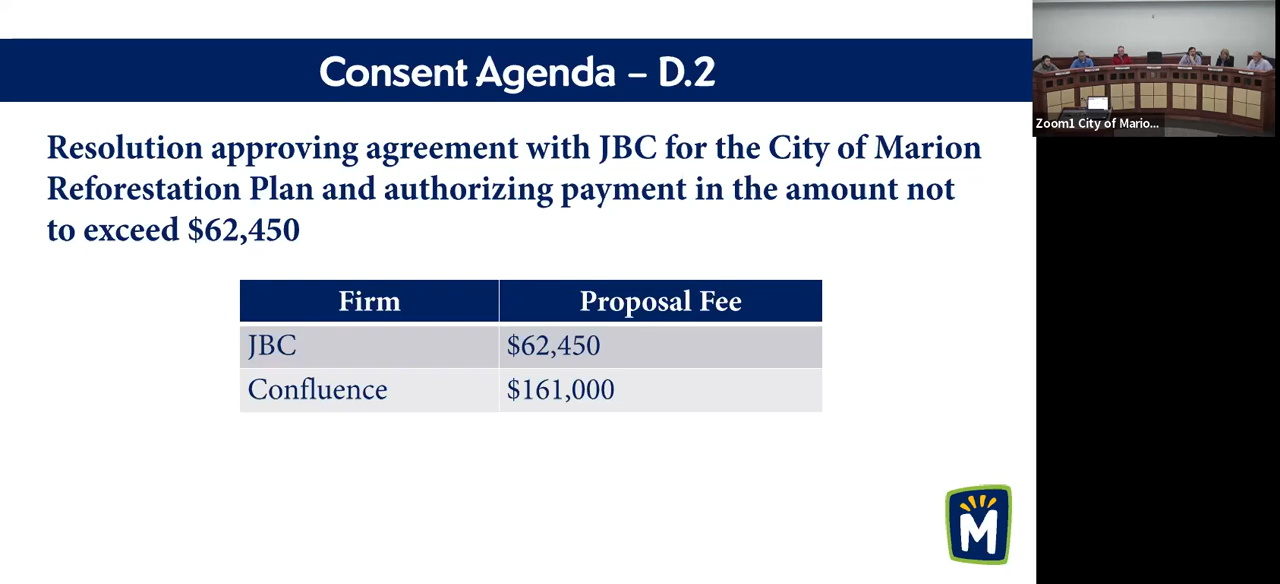 Consent Agenda – D.2
Resolution approving agreement with JBC for the City of Marion
Reforestation Plan and authorizing payment in the amount not
to exceed $62,450
Firm
Proposal Fee
JBC
$62,450
Confluence
$161,000
M
Zoom1 City of Mario...